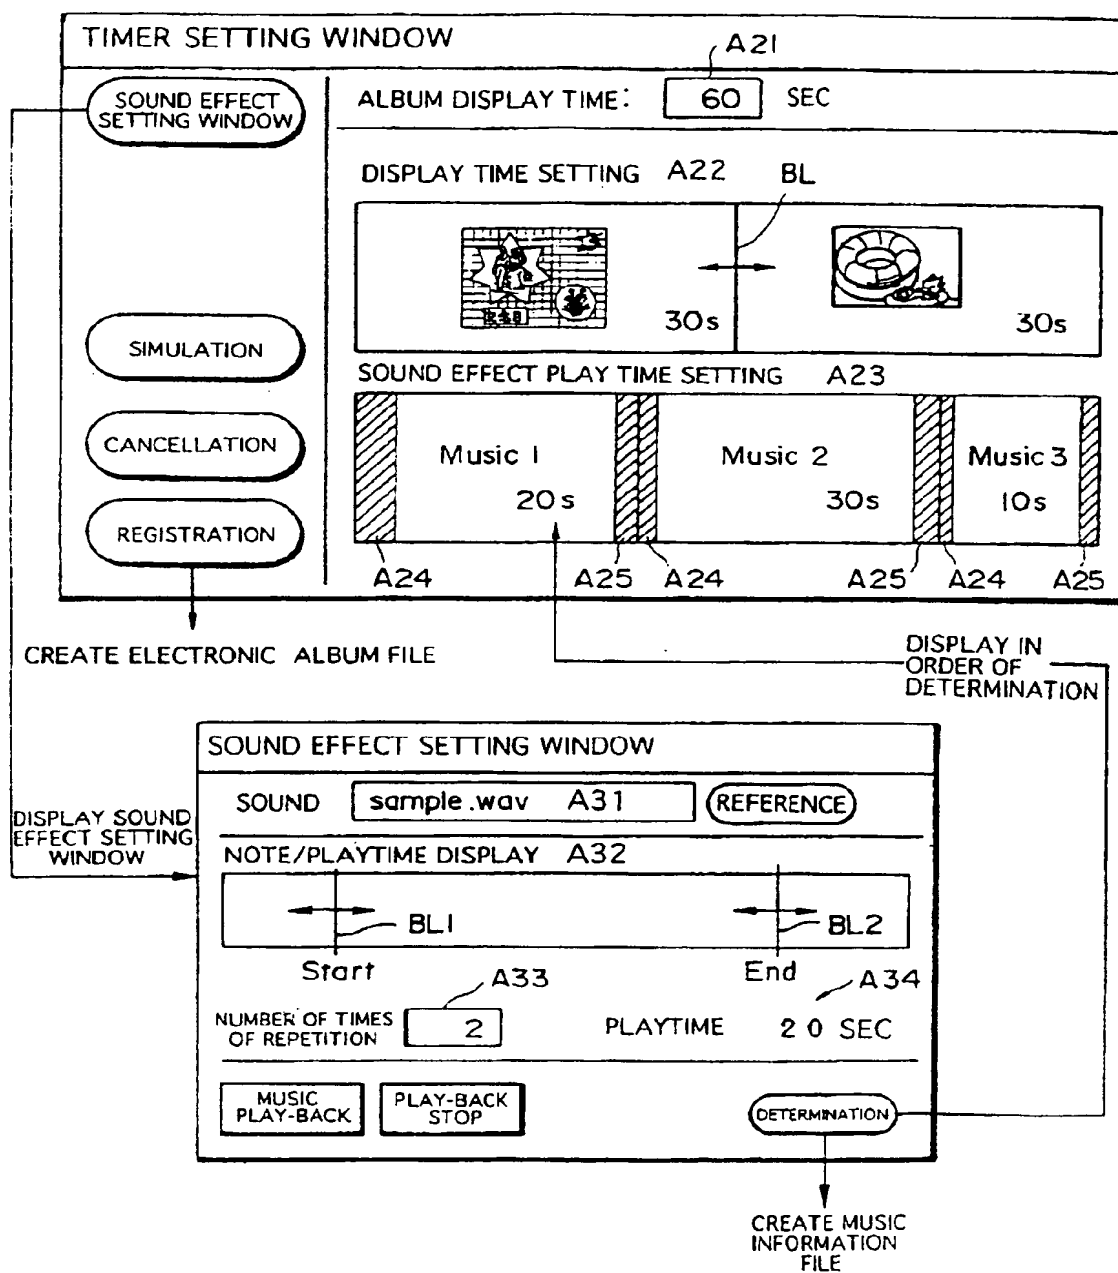 TIMER SETTING WINDOW
A21
SOUND EFFECT
SETTING WINDOW
ALBUM DISPLAY TIME: 60 SEC
DISPLAY TIME SETTING A22 BL
30s 30s
SIMULATION
SOUND EFFECT PLAY TIME SETTING A23
CANCELLATION
Music 1 Music 2 Music 3
20s 30s 10s
REGISTRATION
A24 A25 A24 A25 A24 A25
CREATE ELECTRONIC ALBUM FILE
DISPLAY IN
ORDER OF
DETERMINATION
SOUND EFFECT SETTING WINDOW
SOUND sample.wav A31 REFERENCE
DISPLAY SOUND
EFFECT SETTING
WINDOW
NOTE/PLAYTIME DISPLAY A32
BL1 BL2
Start End
A33 A34
NUMBER OF TIMES
OF REPETITION
2 PLAYTIME 20 SEC
MUSIC
PLAY-BACK
PLAY-BACK
STOP
DETERMINATION
CREATE MUSIC
INFORMATION
FILE